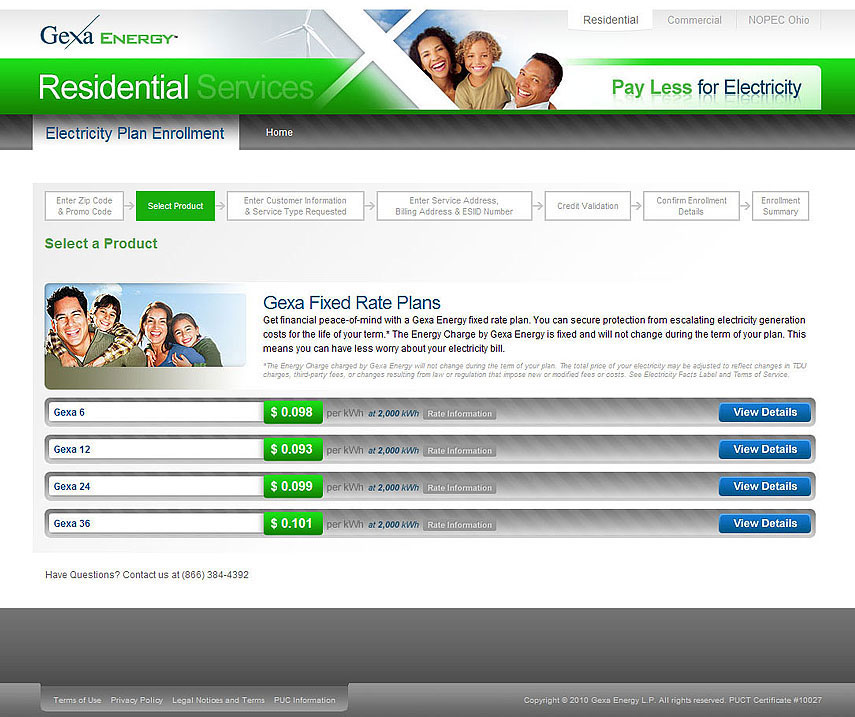 Gexa ENERGY™
Residential Commercial NOPEC Ohio
Residential Services
Pay Less for Electricity
Electricity Plan Enrollment Home
Enter Zip Code
& Promo Code
Select Product
Enter Customer Information
& Service Type Requested
Enter Service Address,
Billing Address & ESIID Number
Credit Validation
Confirm Enrollment
Details
Enrollment
Summary
Select a Product
Gexa Fixed Rate Plans
Get financial peace-of-mind with a Gexa Energy fixed rate plan. You can secure protection from escalating electricity generation
costs for the life of your term.* The Energy Charge by Gexa Energy is fixed and will not change during the term of your plan. This
means you can have less worry about your electricity bill.
*The Energy Charge charged by Gexa Energy will not change during the term of your plan. The total price of your electricity may be adjusted to reflect changes in TDU
charges, third-party fees, or changes resulting from law or regulation that impose new or modified fees or costs. See Electricity Facts Label and Terms of Service.
Gexa 6 $ 0.098 per kWh at 2,000 kWh Rate Information View Details
Gexa 12 $ 0.093 per kWh at 2,000 kWh Rate Information View Details
Gexa 24 $ 0.099 per kWh at 2,000 kWh Rate Information View Details
Gexa 36 $ 0.101 per kWh at 2,000 kWh Rate Information View Details
Have Questions? Contact us at (866) 384-4392
Terms of Use Privacy Policy Legal Notices and Terms PUC Information
Copyright © 2010 Gexa Energy L.P. All rights reserved. PUCT Certificate #10027